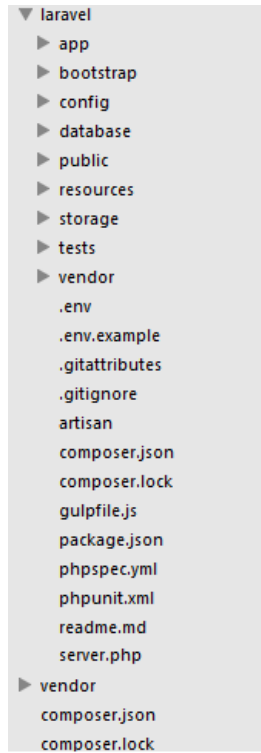 laravel
app
bootstrap
config
database
public
resources
storage
tests
vendor
.env
.env.example
.gitattributes
.gitignore
artisan
composer.json
composer.lock
gulpfile.js
package.json
phpspec.yml
phpunit.xml
readme.md
server.php
vendor
composer.json
composer.lock